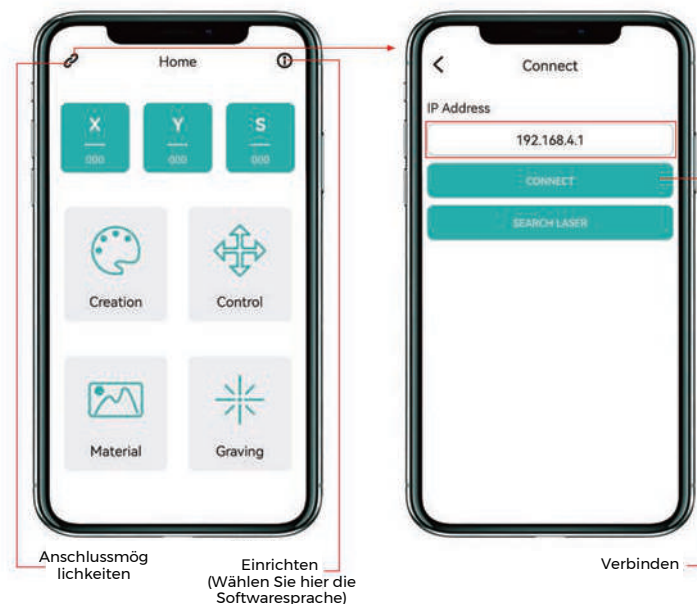 Home
X Y S
000 000 000
Creation Control
Material Graving
Anschlussmög
lichkeiten
Einrichten
(Wählen Sie hier die
Softwaresprache)
Connect
IP Address
192.168.4.1
CONNECT
SEARCH LASER
Verbinden